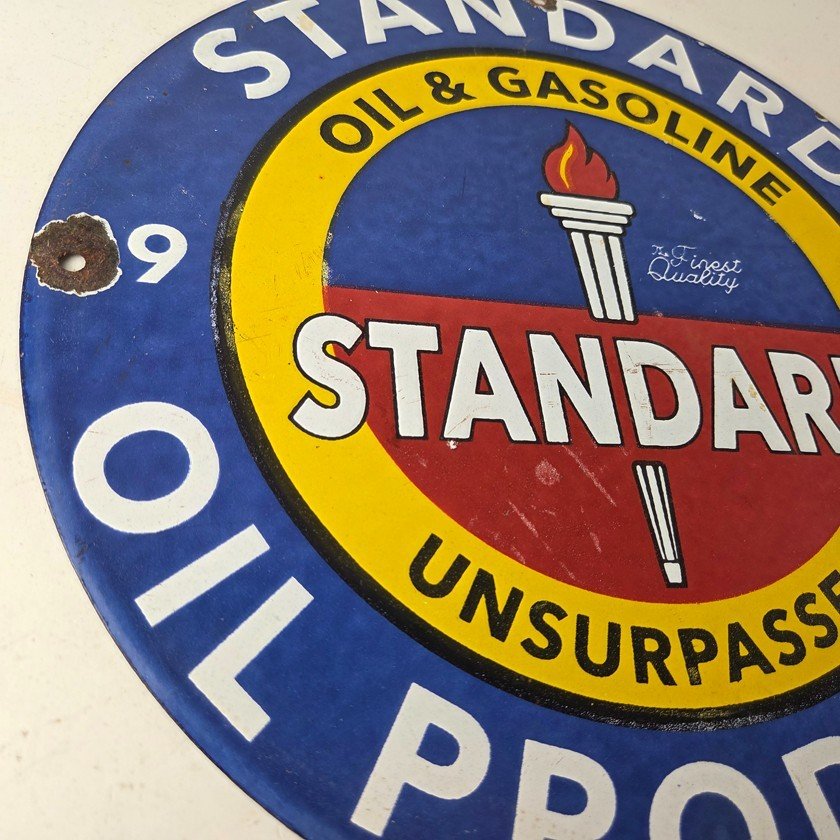 STANDARD
OIL & GASOLINE
The Finest
Quality
9
STANDAR
UNSURPASSE
OIL PROD